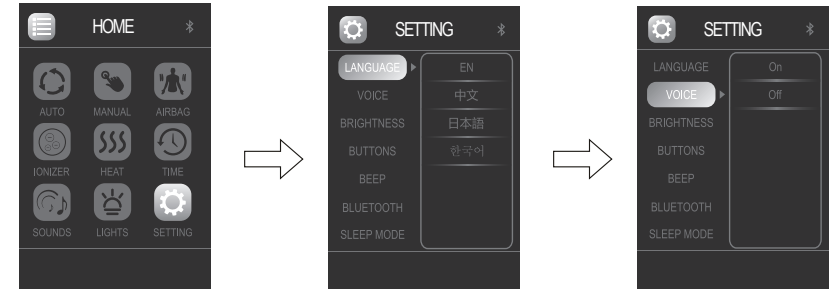 HOME
AUTO MANUAL AIRBAG
IONIZER HEAT TIME
SOUNDS LIGHTS SETTING
SETTING
LANGUAGE EN
VOICE 中文
BRIGHTNESS 日本語
BUTTONS 한국어
BEEP
BLUETOOTH
SLEEP MODE
SETTING
LANGUAGE On
VOICE Off
BRIGHTNESS
BUTTONS
BEEP
BLUETOOTH
SLEEP MODE